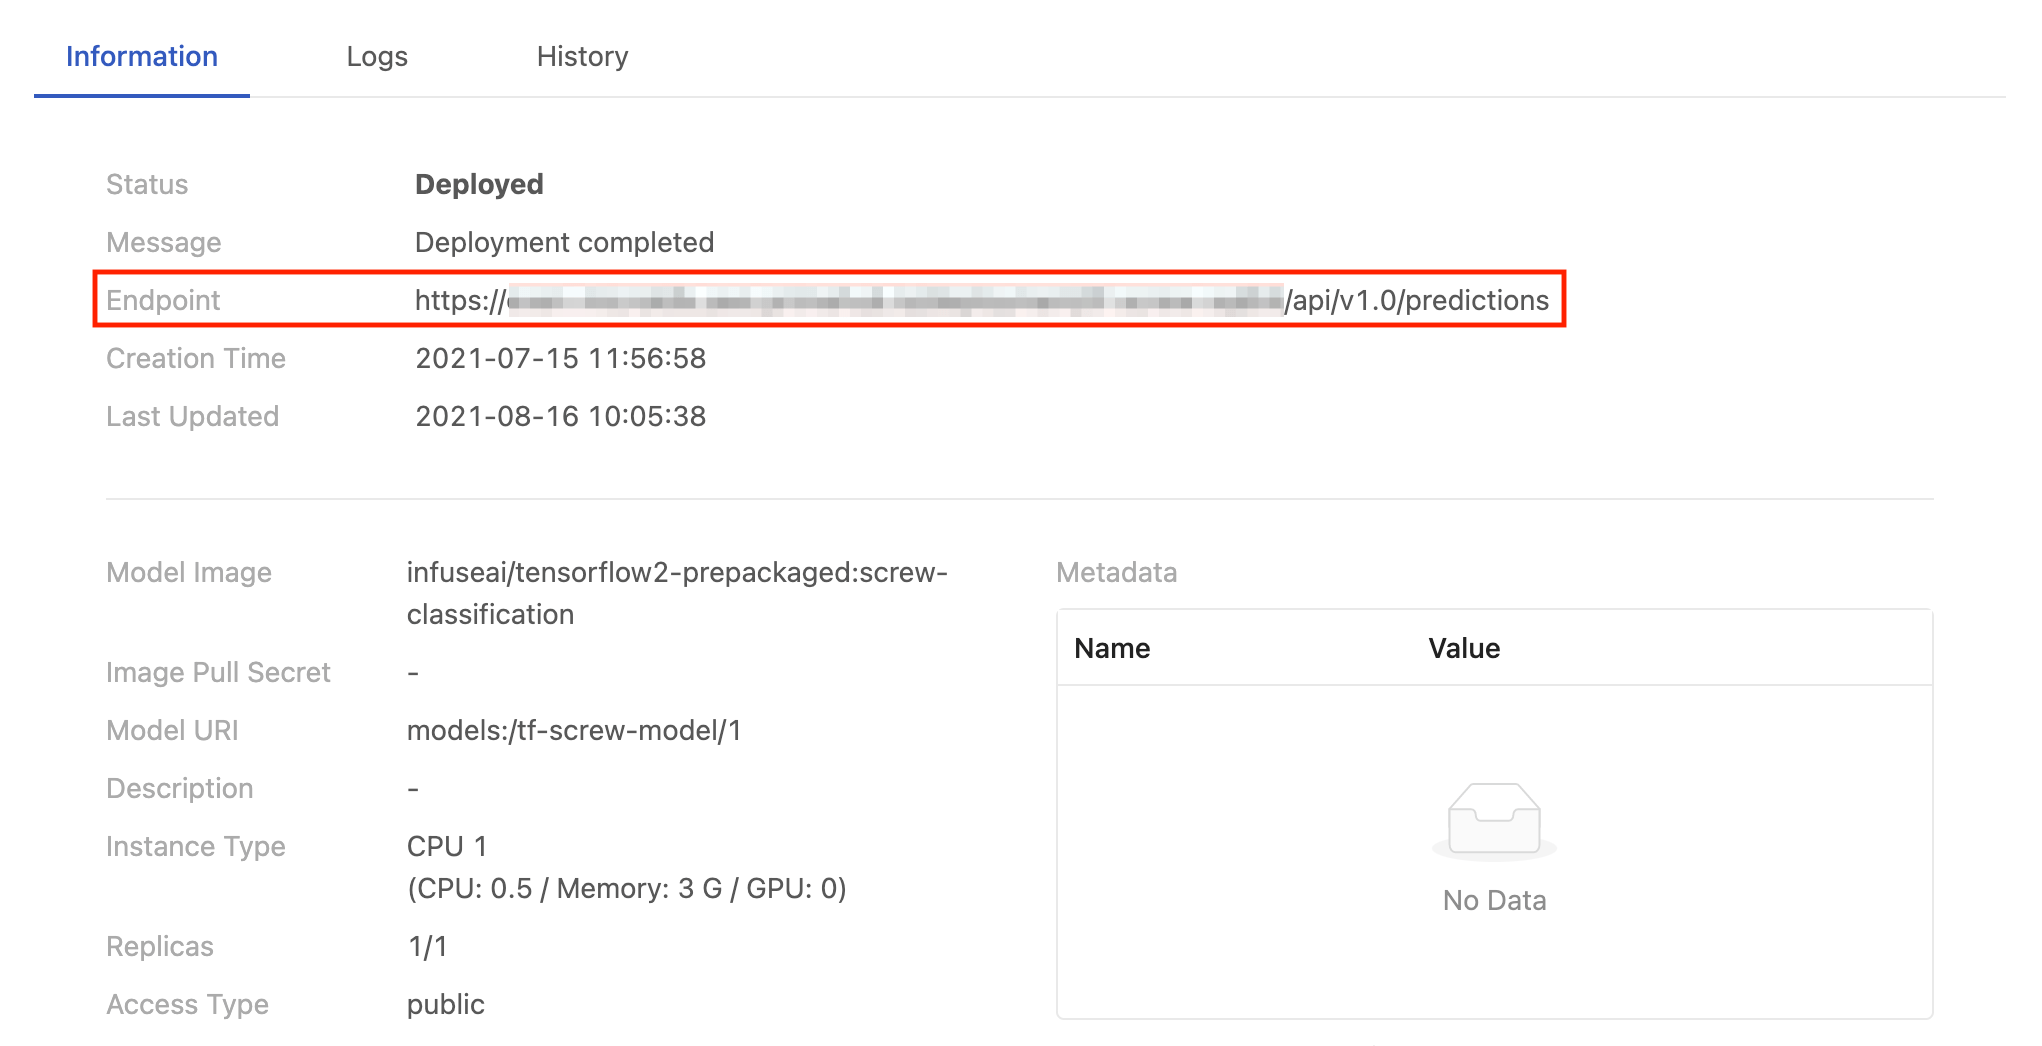 Information Logs History
Status Deployed
Message Deployment completed
Endpoint https:// /api/v1.0/predictions
Creation Time 2021-07-15 11:56:58
Last Updated 2021-08-16 10:05:38
Model Image infuseai/tensorflow2-prepackaged:screw-
classification
Image Pull Secret -
Model URI models:/tf-screw-model/1
Description -
Instance Type CPU 1
(CPU: 0.5 / Memory: 3 G / GPU: 0)
Replicas 1/1
Access Type public
Metadata
Name Value
No Data